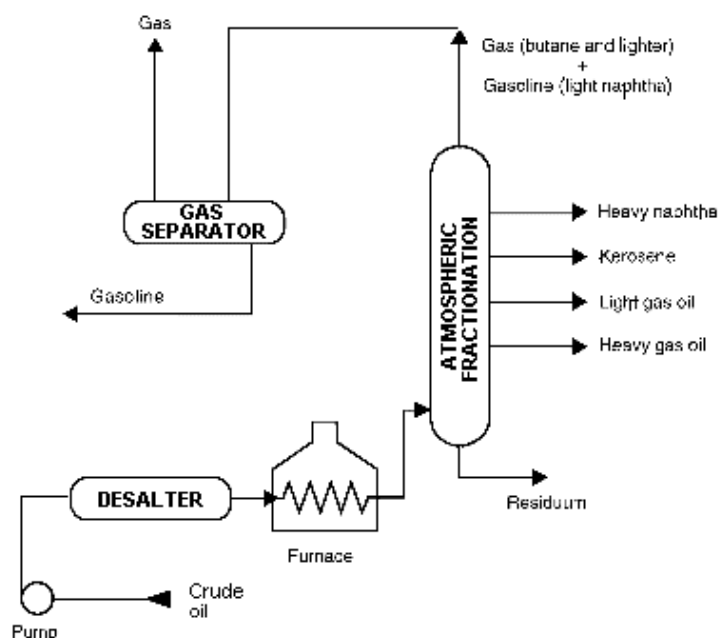 Gas
Gas (butane and lighter)
+
Gasoline (light naphtha)
GAS
SEPARATOR
Heavy naphtha
Kerosene
Gasoline
Light gas oil
Heavy gas oil
ATMOSPHERIC
FRACTIONATION
DESALTER
Residuum
Furnace
Crude
oil
Pump